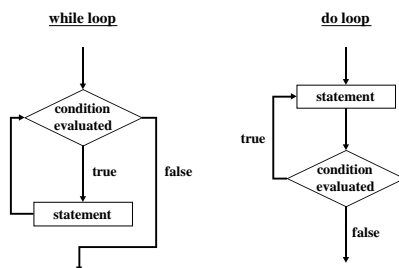 while loop
condition
evaluated
true
false
statement
do loop
statement
true
condition
evaluated
false